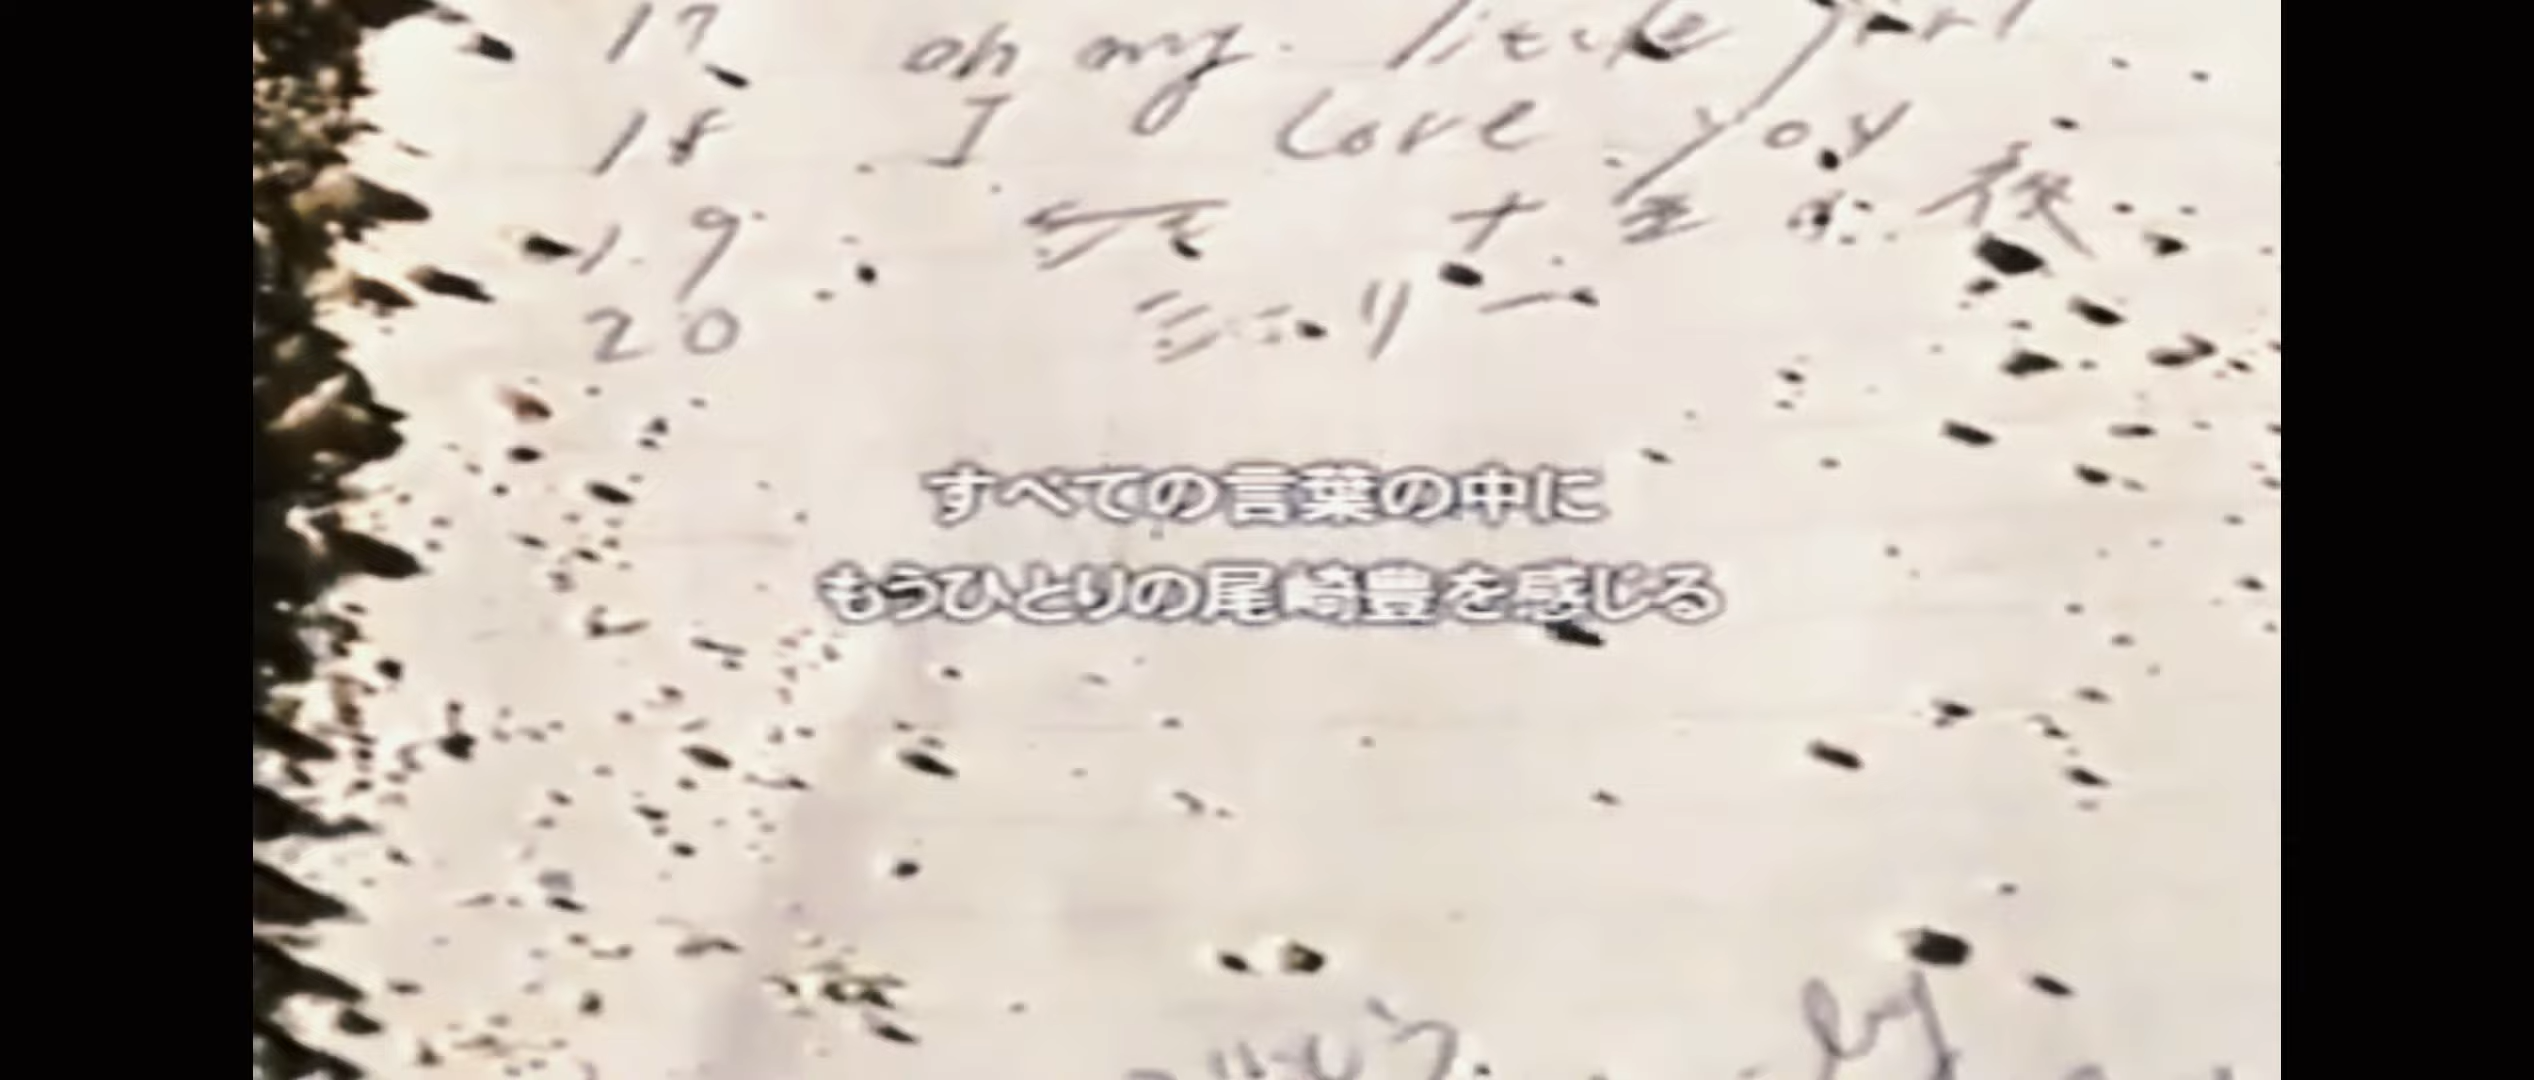 17 oh my little girl
18 I love you
19
20 シェリー
すべての言葉の中に
もうひとりの尾崎豊を感じる